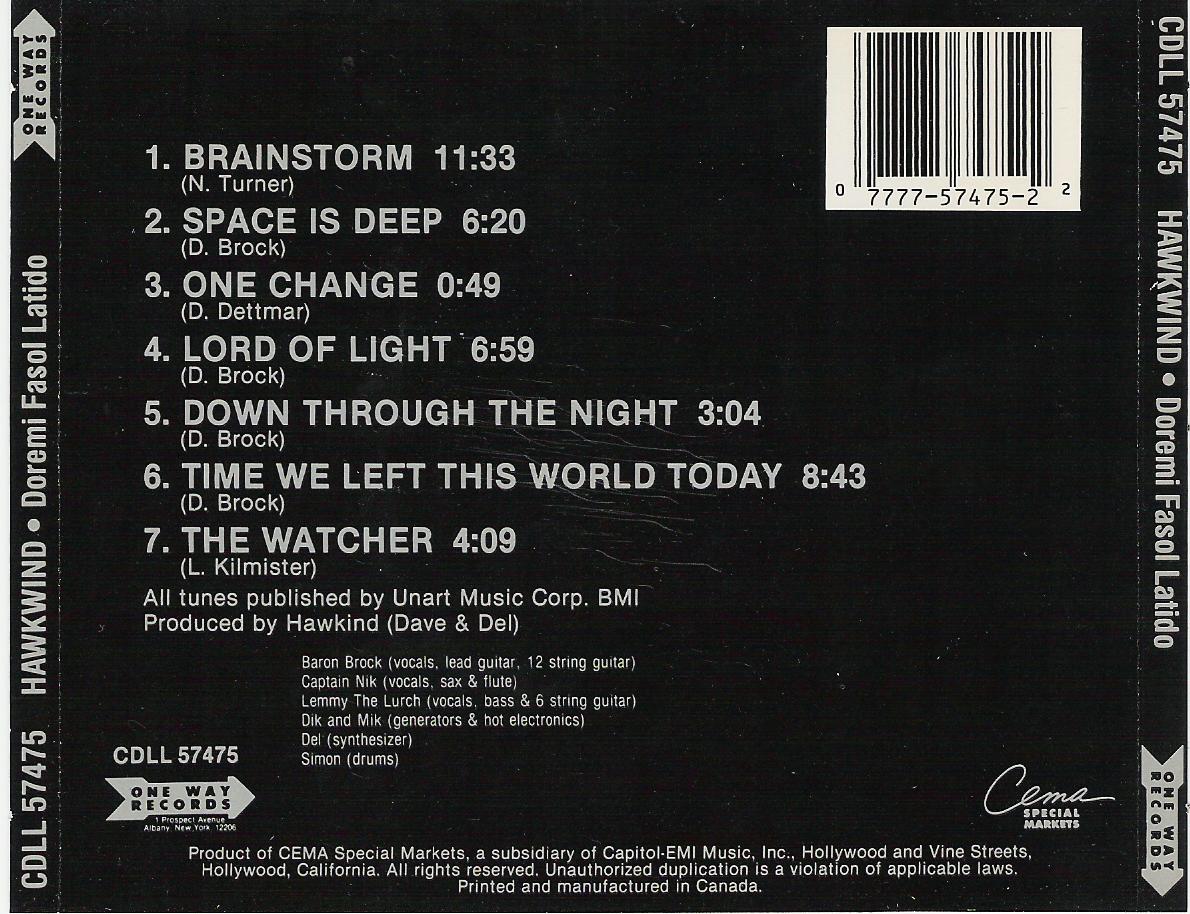 ONE WAY
RECORDS
HAWKWIND • Doremi Fasol Latido
CDLL 57475
1. BRAINSTORM 11:33
(N. Turner)
2. SPACE IS DEEP 6:20
(D. Brock)
3. ONE CHANGE 0:49
(D. Dettmar)
4. LORD OF LIGHT 6:59
(D. Brock)
5. DOWN THROUGH THE NIGHT 3:04
(D. Brock)
6. TIME WE LEFT THIS WORLD TODAY 8:43
(D. Brock)
7. THE WATCHER 4:09
(L. Kilmister)
All tunes published by Unart Music Corp. BMI
Produced by Hawkind (Dave & Del)
Baron Brock (vocals, lead guitar, 12 string guitar)
Captain Nik (vocals, sax & flute)
Lemmy The Lurch (vocals, bass & 6 string guitar)
Dik and Mik (generators & hot electronics)
Del (synthesizer)
Simon (drums)
CDLL 57475
ONE WAY
RECORDS
1 Prospect Avenue
Albany, New York 12206
Cema
SPECIAL
MARKETS
Product of CEMA Special Markets, a subsidiary of Capitol-EMI Music, Inc., Hollywood and Vine Streets,
Hollywood, California. All rights reserved. Unauthorized duplication is a violation of applicable laws.
Printed and manufactured in Canada.
0 7777-57475-2 2
CDLL 57475
HAWKWIND • Doremi Fasol Latido
ONE WAY
RECORDS